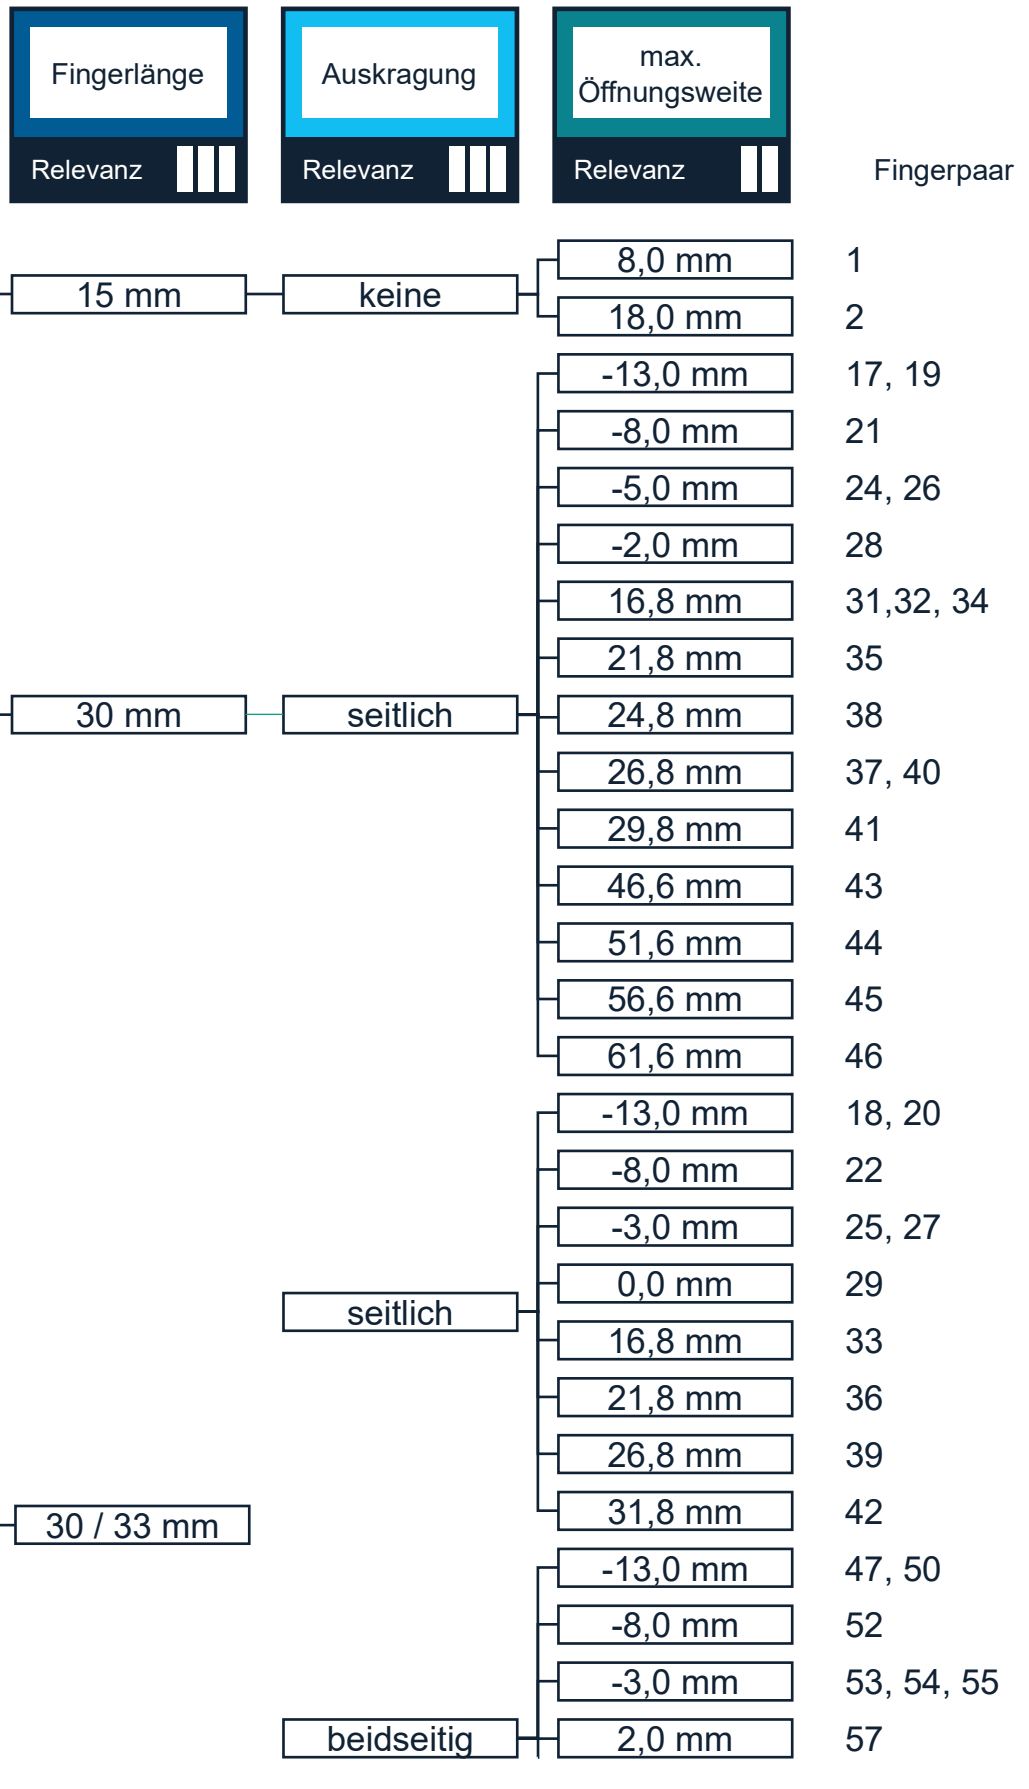 Fingerlänge
Auskragung
max.
Öffnungsweite
Relevanz
Relevanz
Relevanz
Fingerpaar
8,0 mm 1
15 mm keine
18,0 mm 2
-13,0 mm 17, 19
-8,0 mm 21
-5,0 mm 24, 26
-2,0 mm 28
16,8 mm 31,32, 34
21,8 mm 35
30 mm seitlich 24,8 mm 38
26,8 mm 37, 40
29,8 mm 41
46,6 mm 43
51,6 mm 44
56,6 mm 45
61,6 mm 46
-13,0 mm 18, 20
-8,0 mm 22
-3,0 mm 25, 27
0,0 mm 29
seitlich
16,8 mm 33
21,8 mm 36
26,8 mm 39
31,8 mm 42
30 / 33 mm
-13,0 mm 47, 50
-8,0 mm 52
-3,0 mm 53, 54, 55
beidseitig 2,0 mm 57